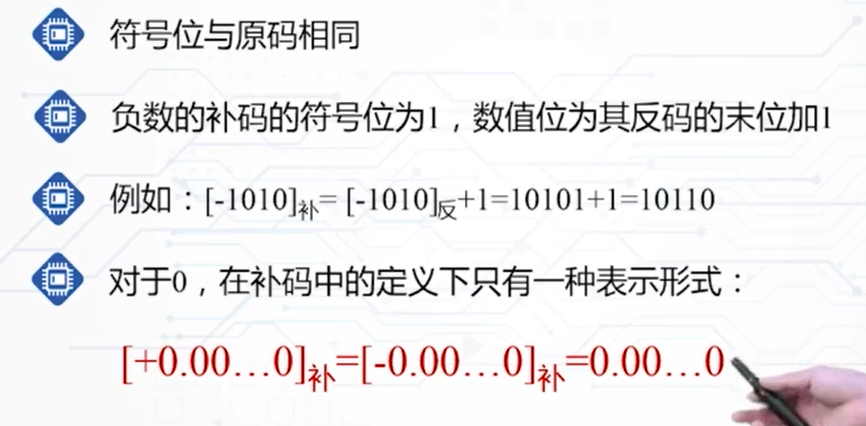 符号位与原码相同
负数的补码的符号位为1，数值位为其反码的末位加1
例如：[-1010]补= [-1010]反+1=10101+1=10110
对于0，在补码中的定义下只有一种表示形式：
[+0.00…0]补=[-0.00…0]补=0.00…0